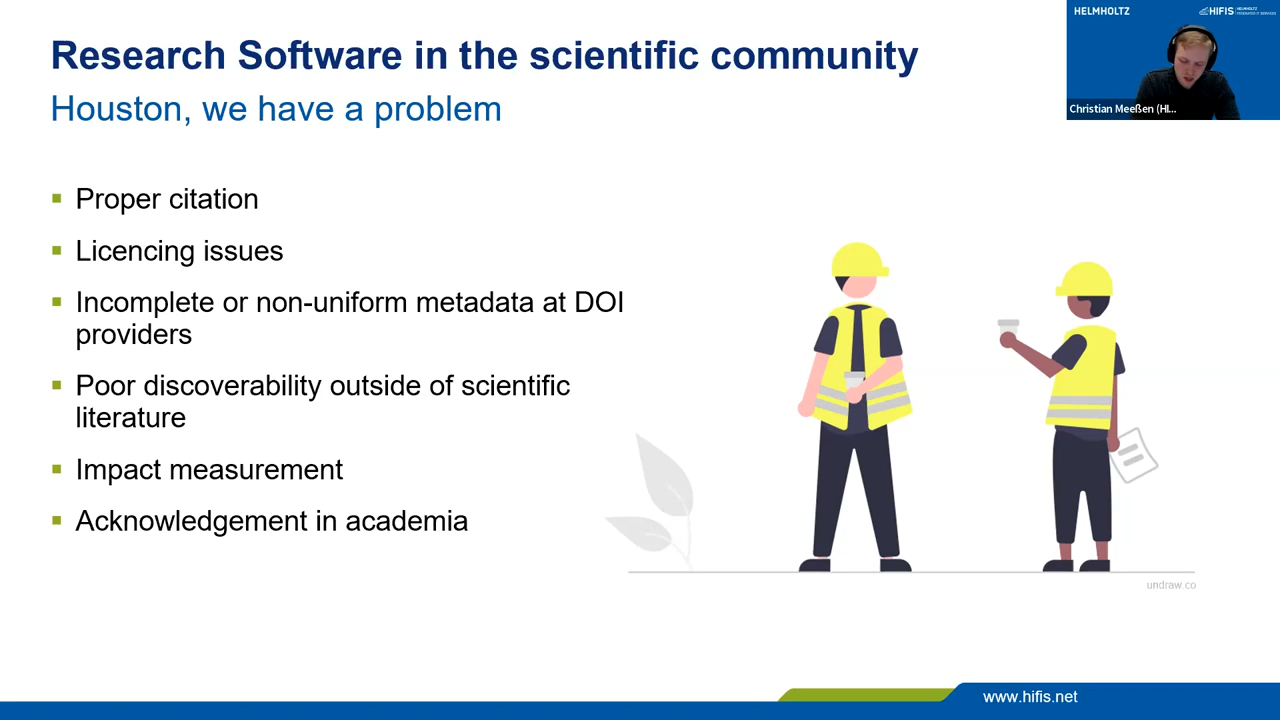 Research Software in the scientific community
Houston, we have a problem
Proper citation
Licencing issues
Incomplete or non-uniform metadata at DOI
providers
Poor discoverability outside of scientific
literature
Impact measurement
Acknowledgement in academia
HELMHOLTZ
HIFIS
HELMHOLTZ
Christian Meeßen (HI...
undraw.co
www.hifis.net